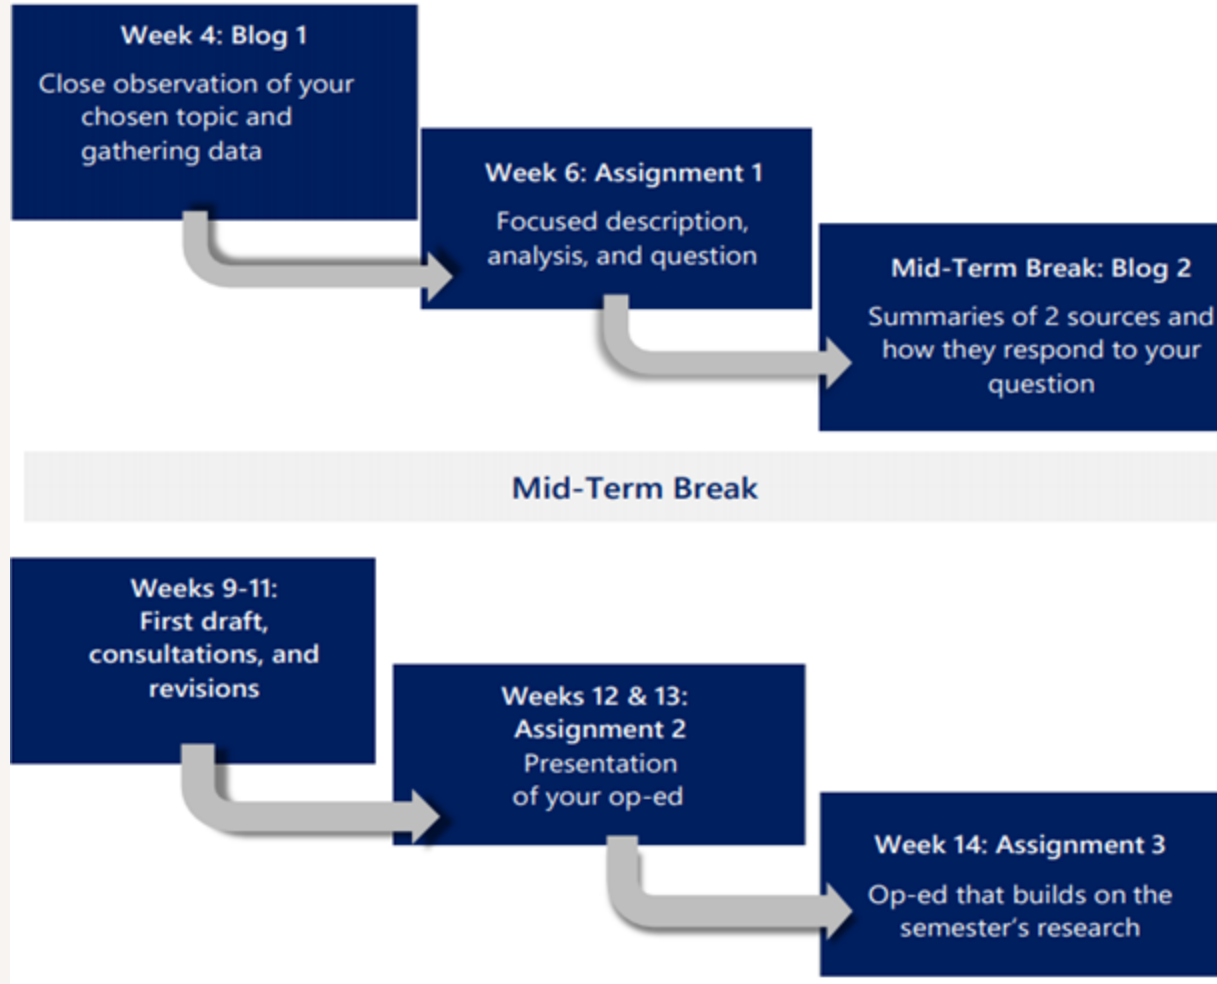 Week 4: Blog 1
Close observation of your
chosen topic and
gathering data
Week 6: Assignment 1
Focused description,
analysis, and question
Mid-Term Break: Blog 2
Summaries of 2 sources and
how they respond to your
question
Mid-Term Break
Weeks 9-11:
First draft,
consultations, and
revisions
Weeks 12 & 13:
Assignment 2
Presentation
of your op-ed
Week 14: Assignment 3
Op-ed that builds on the
semester’s research